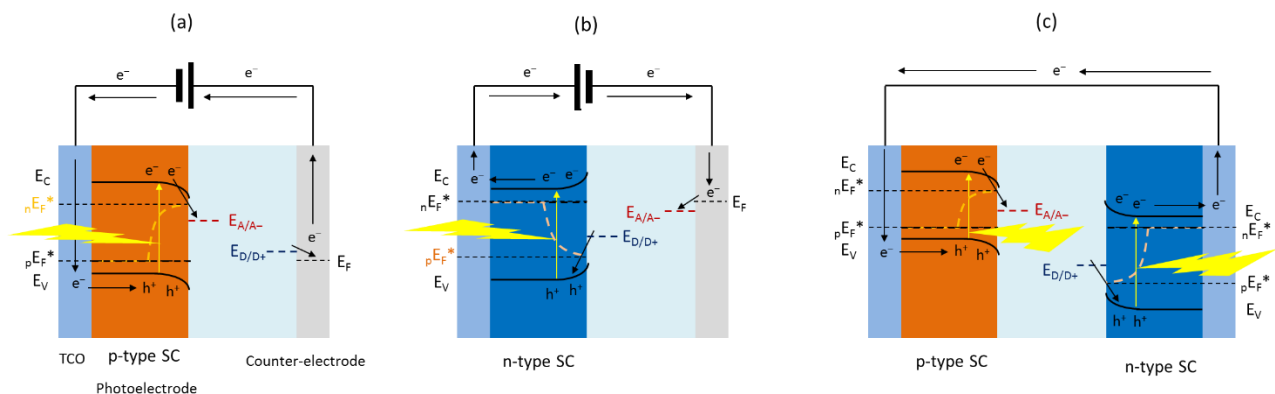 (a)
e⁻ e⁻
E_C
e⁻ e⁻
nE_F*
E_A/A−
E_D/D+
e⁻
pE_F*
E_F
E_V
e⁻
h⁺ h⁺
TCO
p-type SC
Counter-electrode
Photoelectrode
(b)
e⁻ e⁻
E_C
e⁻
e⁻ e⁻
e⁻
nE_F*
E_F
E_A/A−
E_D/D+
pE_F*
E_V
h⁺ h⁺
n-type SC
(c)
e⁻
E_C
e⁻ e⁻
nE_F*
E_A/A−
pE_F*
E_V
e⁻
h⁺ h⁺
p-type SC
e⁻ e⁻
e⁻
E_C
nE_F*
E_D/D+
pE_F*
h⁺ h⁺
E_V
n-type SC